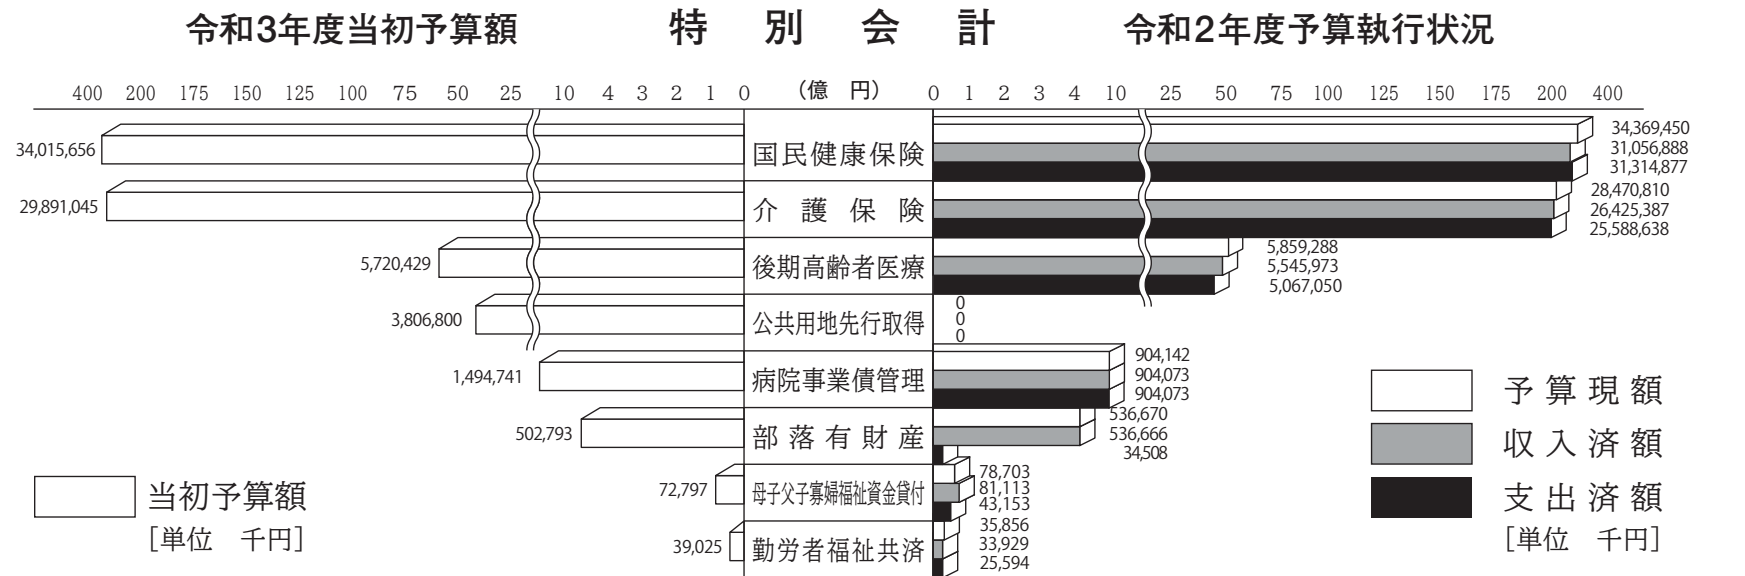 令和3年度当初予算額　特別会計　令和2年度予算執行状況
400 200 175 150 125 100 75 50 25 10 4 3 2 1 0 （億 円） 0 1 2 3 4 10 25 50 75 100 125 150 175 200 400
34,015,656 国民健康保険 34,369,450
31,056,888
31,314,877
29,891,045 介護保険 28,470,810
26,425,387
25,588,638
5,720,429 後期高齢者医療 5,859,288
5,545,973
5,067,050
3,806,800 公共用地先行取得 0
0
0
1,494,741 病院事業債管理 904,142
904,073
904,073
502,793 部落有財産 536,670
536,666
34,508
72,797 母子父子寡婦福祉資金貸付 78,703
81,113
43,153
39,025 勤労者福祉共済 35,856
33,929
25,594
当初予算額
［単位　千円］
予算現額
収入済額
支出済額
［単位　千円］